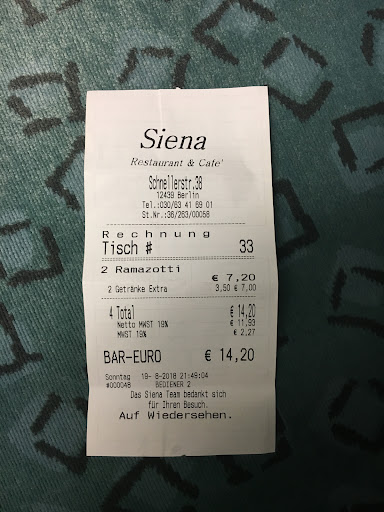 Siena
Restaurant & Cafe'
Schnellerstr.38
12439 Berlin
Tel.:030/63 41 69 01
St.Nr.:36/263/00058
Rechnung
Tisch # 33
2 Ramazotti
€ 7,20
2 Getränke Extra 3,50 € 7,00
4 Total € 14,20
Netto MWST 19% € 11,93
MWST 19% € 2,27
BAR-EURO € 14,20
Sonntag 19- 8-2018 21:49:04
#000048 BEDIENER 2
Das Siena Team bedankt sich
für Ihren Besuch.
Auf Wiedersehen.